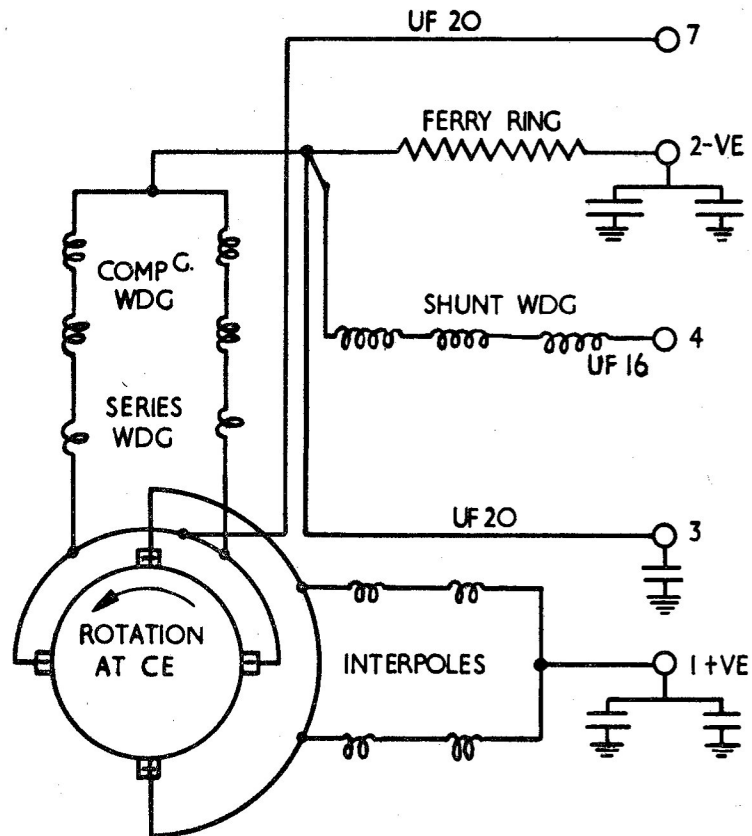 UF 20
7
FERRY RING
2-VE
COMP G.
WDG
SHUNT WDG
4
UF 16
SERIES
WDG
UF 20
3
ROTATION
AT CE
INTERPOLES
1+VE